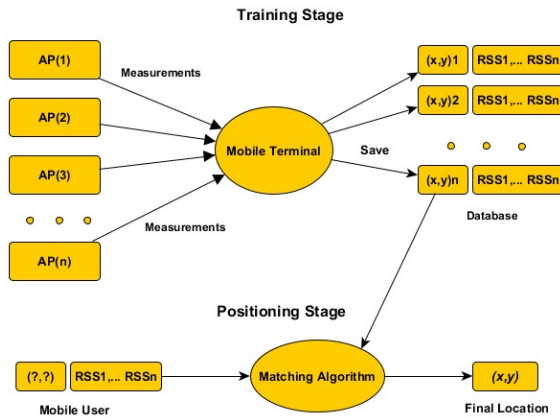 Training Stage
AP(1)
Measurements
AP(2)
AP(3)
AP(n)
Measurements
Mobile Terminal
Save
(x,y)1 RSS1,... RSSn
(x,y)2 RSS1,... RSSn
(x,y)n RSS1,... RSSn
Database
Positioning Stage
(?,?) RSS1,... RSSn
Mobile User
Matching Algorithm
(x,y)
Final Location